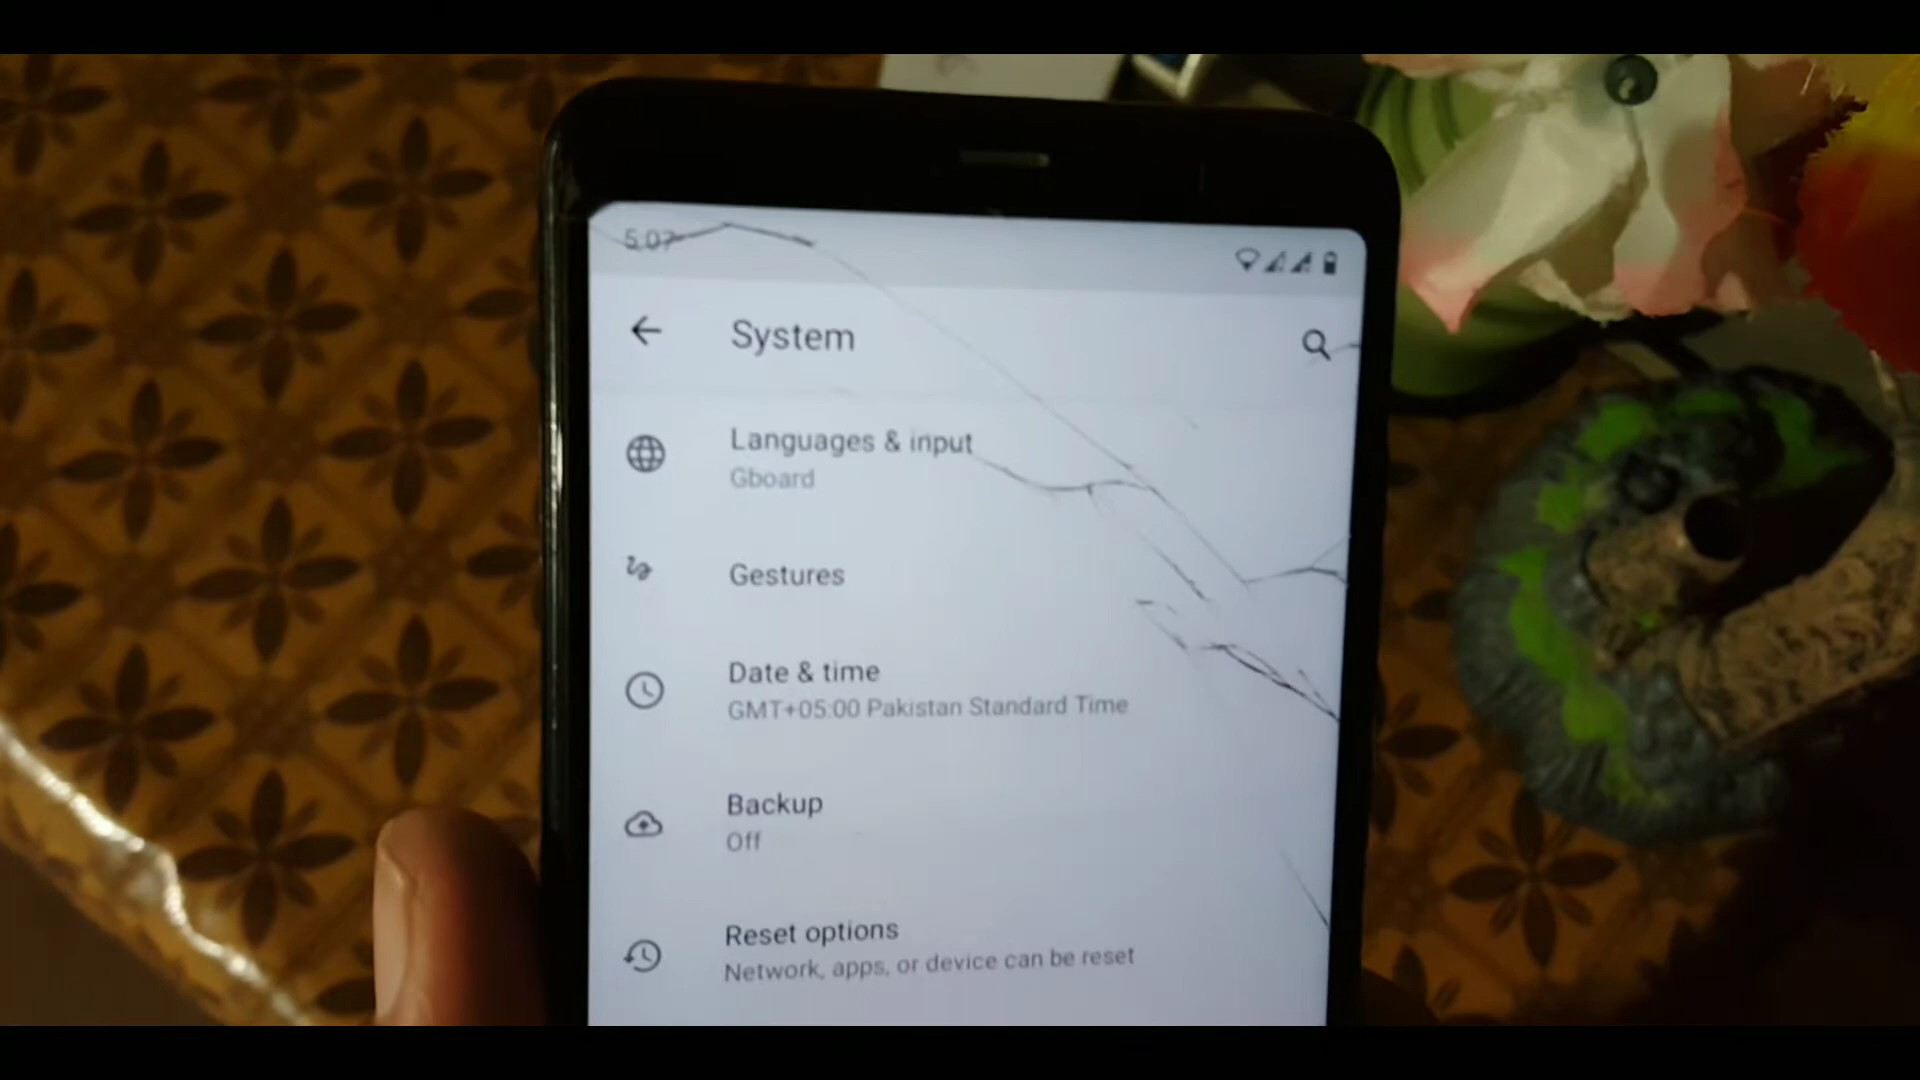 5:07
System
Languages & input
Gboard
Gestures
Date & time
GMT+05:00 Pakistan Standard Time
Backup
Off
Reset options
Network, apps, or device can be reset